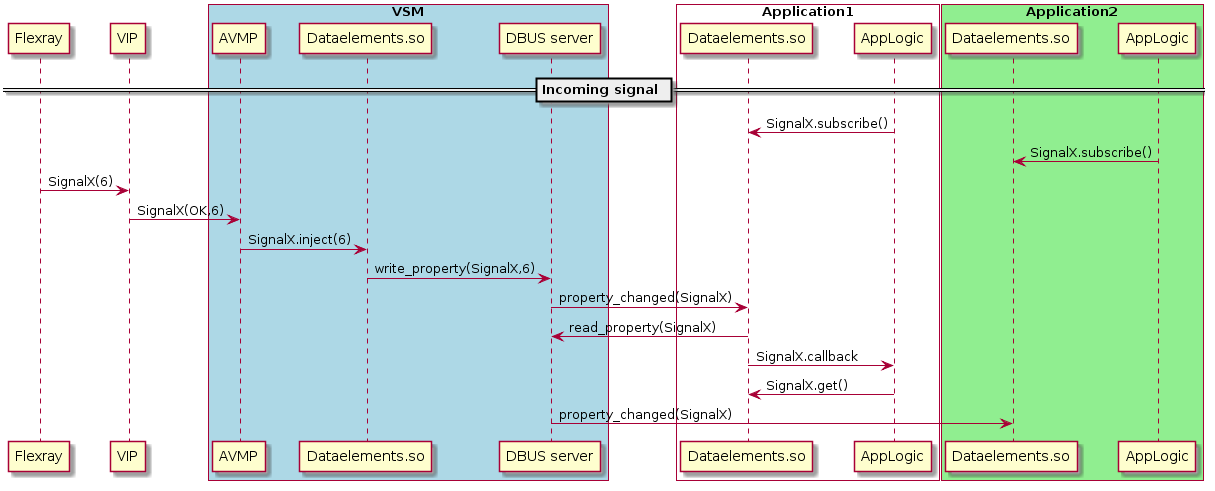 VSM
Application1
Application2
Flexray
VIP
AVMP
Dataelements.so
DBUS server
Dataelements.so
AppLogic
Dataelements.so
AppLogic
Incoming signal
SignalX.subscribe()
SignalX.subscribe()
SignalX(6)
SignalX(OK,6)
SignalX.inject(6)
write_property(SignalX,6)
property_changed(SignalX)
read_property(SignalX)
SignalX.callback
SignalX.get()
property_changed(SignalX)
Flexray
VIP
AVMP
Dataelements.so
DBUS server
Dataelements.so
AppLogic
Dataelements.so
AppLogic